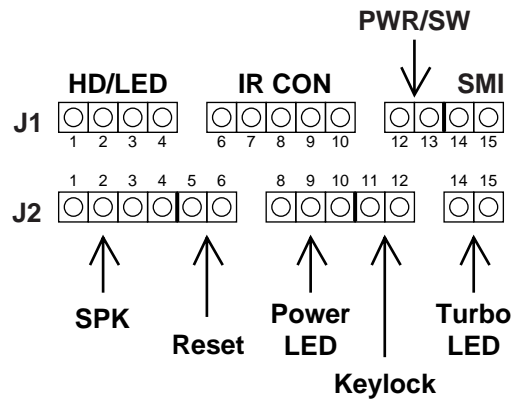 PWR/SW
HD/LED IR CON SMI
J1
1 2 3 4 6 7 8 9 10 12 13 14 15
1 2 3 4 5 6 8 9 10 11 12 14 15
J2
SPK Reset Power LED Keylock Turbo LED